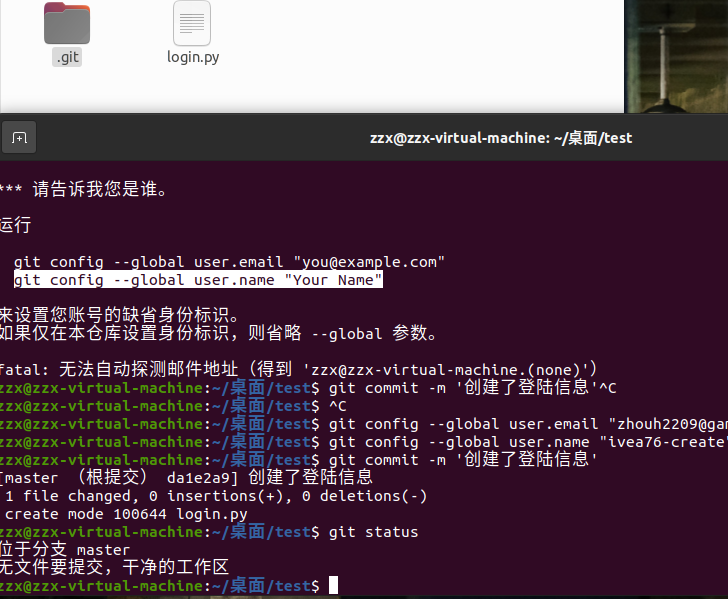 .git
login.py
zzx@zzx-virtual-machine: ~/桌面/test
*** 请告诉我您是谁。
运行
git config --global user.email "you@example.com"
git config --global user.name "Your Name"
来设置您账号的缺省身份标识。
如果仅在本仓库设置身份标识，则省略 --global 参数。
fatal: 无法自动探测邮件地址（得到 'zzx@zzx-virtual-machine.(none)'）
zzx@zzx-virtual-machine:~/桌面/test$ git commit -m '创建了登陆信息'^C
zzx@zzx-virtual-machine:~/桌面/test$ ^C
zzx@zzx-virtual-machine:~/桌面/test$ git config --global user.email "zhouh2209@gam
zzx@zzx-virtual-machine:~/桌面/test$ git config --global user.name "ivea76-create"
zzx@zzx-virtual-machine:~/桌面/test$ git commit -m '创建了登陆信息'
[master （根提交） da1e2a9] 创建了登陆信息
1 file changed, 0 insertions(+), 0 deletions(-)
create mode 100644 login.py
zzx@zzx-virtual-machine:~/桌面/test$ git status
位于分支 master
无文件要提交，干净的工作区
zzx@zzx-virtual-machine:~/桌面/test$